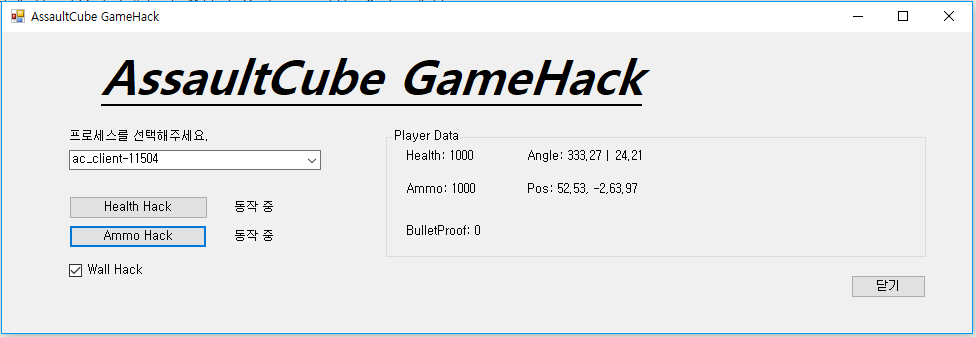 AssaultCube GameHack
AssaultCube GameHack
프로세스를 선택해주세요.
ac_client-11504
Health Hack 동작 중
Ammo Hack 동작 중
Wall Hack
Player Data
Health: 1000 Angle: 333,27 | 24,21
Ammo: 1000 Pos: 52,53, -2,63,97
BulletProof: 0
닫기